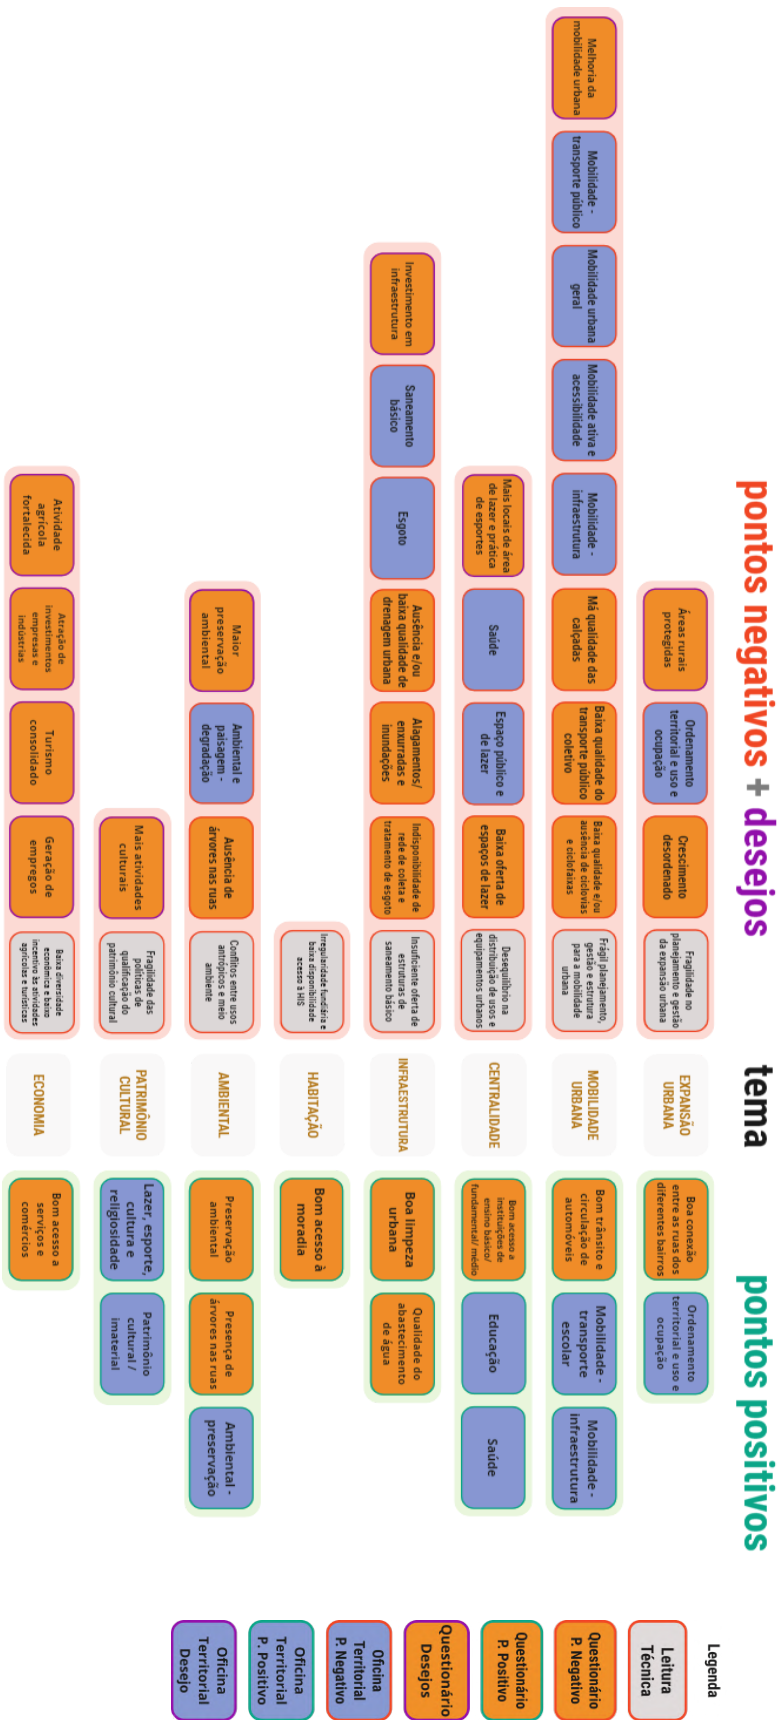 pontos negativos + desejos
tema
pontos positivos
Melhoria da
mobilidade urbana
Mobilidade -
transporte público
Mobilidade urbana
geral
Mobilidade ativa e
acessibilidade
Mobilidade -
infraestrutura
Má qualidade das
calçadas
Baixa qualidade do
transporte público
coletivo
Baixa qualidade e/ou
ausência de ciclovias
e ciclofaixas
Frágil planejamento,
gestão e estrutura
para a mobilidade
urbana
MOBILIDADE
URBANA
Bom trânsito e
circulação de
automóveis
Mobilidade -
transporte
escolar
Mobilidade -
infraestrutura
Áreas rurais
protegidas
Ordenamento
territorial e uso e
ocupação
Crescimento
desordenado
Fragilidade no
planejamento e gestão
da expansão urbana
EXPANSÃO
URBANA
Boa conexão
entre as ruas dos
diferentes bairros
Ordenamento
territorial e uso e
ocupação
Mais locais de área
de lazer e prática
de esportes
Saúde
Espaço público e
de lazer
Baixa oferta de
espaços de lazer
Desequilíbrio na
distribuição de usos e
equipamentos urbanos
CENTRALIDADE
Bom acesso a
instituições de
ensino básico/
fundamental/ médio
Educação
Saúde
Investimento em
infraestrutura
Saneamento
básico
Esgoto
Ausência e/ou
baixa qualidade de
drenagem urbana
Alagamentos/
enxurradas e
inundações
Indisponibilidade de
rede de coleta e
tratamento de esgoto
Insuficiente oferta de
estruturas de
saneamento básico
INFRAESTRUTURA
Boa limpeza
urbana
Qualidade do
abastecimento
de água
Irregularidade fundiária e
baixa disponibilidade
acesso à HIS
HABITAÇÃO
Bom acesso à
moradia
Maior
preservação
ambiental
Ambiental e
paisagem -
degradação
Ausência de
árvores nas ruas
Conflitos entre usos
antrópicos e meio
ambiente
AMBIENTAL
Preservação
ambiental
Presença de
árvores nas ruas
Ambiental -
preservação
Mais atividades
culturais
Fragilidade das
políticas de
qualificação do
patrimônio cultural
PATRIMÔNIO
CULTURAL
Lazer, esporte,
cultura e
religiosidade
Patrimônio
cultural /
imaterial
Atividade
agrícola
fortalecida
Atração de
investimentos
empresas e
indústrias
Turismo
consolidado
Geração de
empregos
Baixa diversidade
econômica e baixo
incentivo às atividades
agrícolas e turísticas
ECONOMIA
Bom acesso a
serviços e
comércios
Legenda
Leitura
Técnica
Questionário
P. Negativo
Questionário
P. Positivo
Questionário
Desejos
Oficina
Territorial
P. Negativo
Oficina
Territorial
P. Positivo
Oficina
Territorial
Desejo